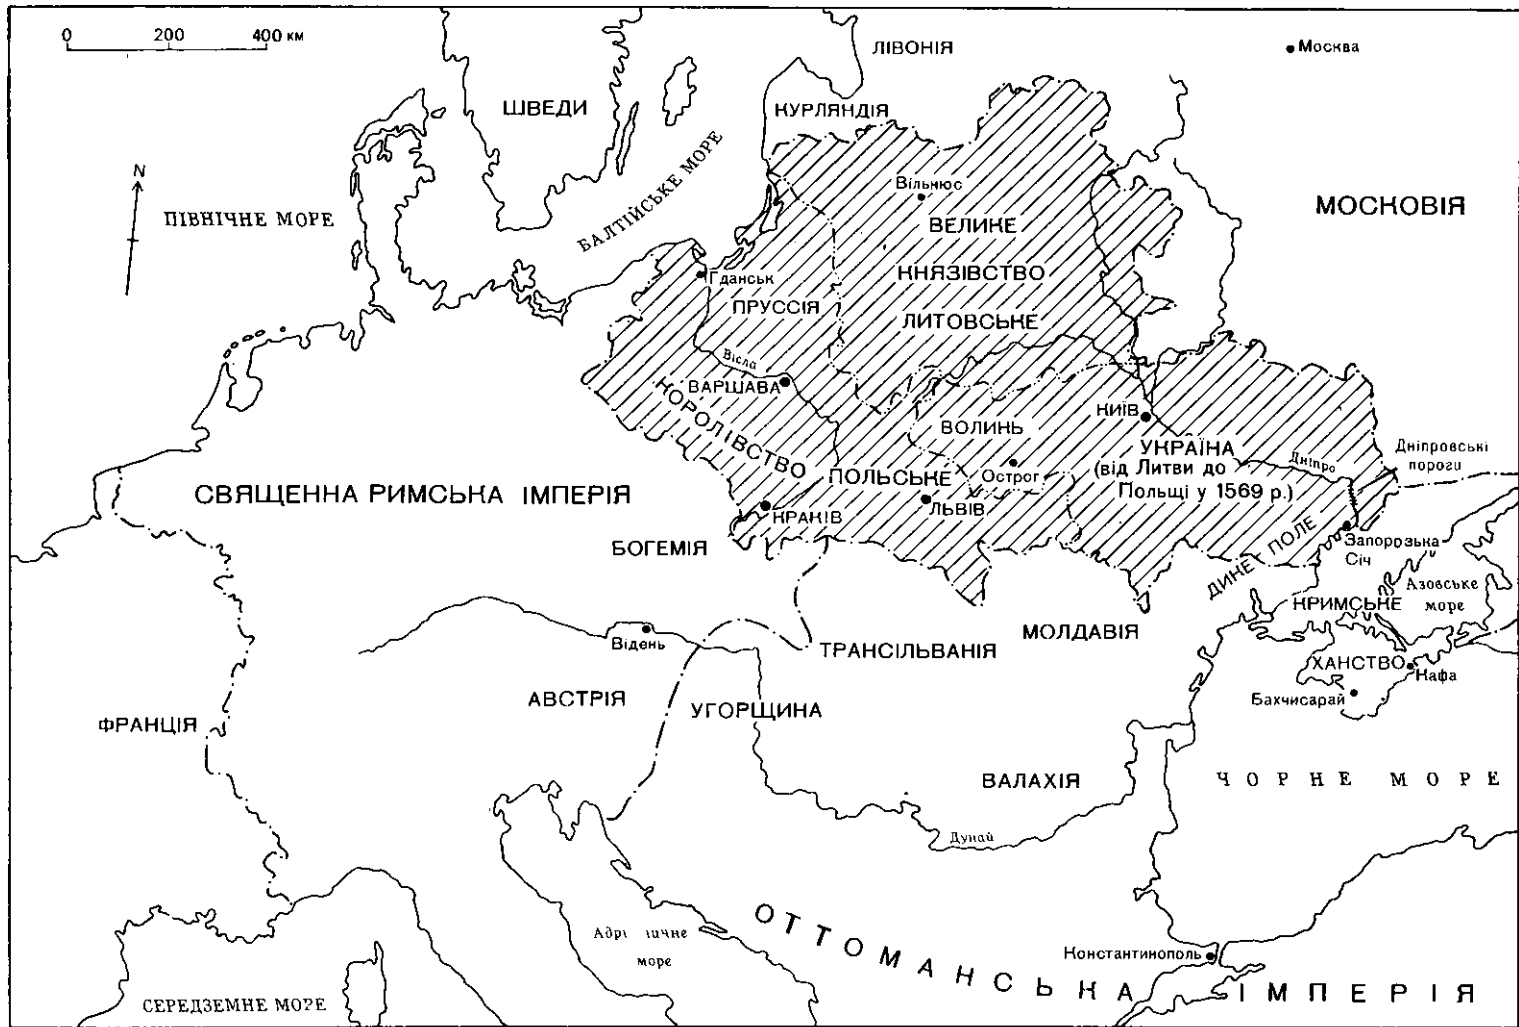 0 200 400 км
ЛІВОНІЯ
Москва
ШВЕДИ
КУРЛЯНДІЯ
N
БАЛТІЙСЬКЕ МОРЕ
Вільнюс
ПІВНІЧНЕ МОРЕ
МОСКОВІЯ
ВЕЛИКЕ
КНЯЗІВСТВО
ЛИТОВСЬКЕ
Гданськ
ПРУССІЯ
Вісла
ВАРШАВА
КОРОЛІВСТВО
ПОЛЬСЬКЕ
КИЇВ
ВОЛИНЬ
Острог
УКРАЇНА
(від Литви до
Польщі у 1569 р.)
Дніпро
Дніпровські
пороги
СВЯЩЕННА РИМСЬКА ІМПЕРІЯ
КРАКІВ
ЛЬВІВ
БОГЕМІЯ
ДИКЕ ПОЛЕ
Запорозька
Січ
Азовське
море
КРИМСЬКЕ
ХАНСТВО
Кафа
Бахчисарай
Відень
ТРАНСІЛЬВАНІЯ
МОЛДАВІЯ
АВСТРІЯ
УГОРЩИНА
ФРАНЦІЯ
ВАЛАХІЯ
ЧОРНЕ МОРЕ
Дунай
ОТТОМАНСЬКА ІМПЕРІЯ
море
Константинополь
СЕРЕДЗЕМНЕ МОРЕ